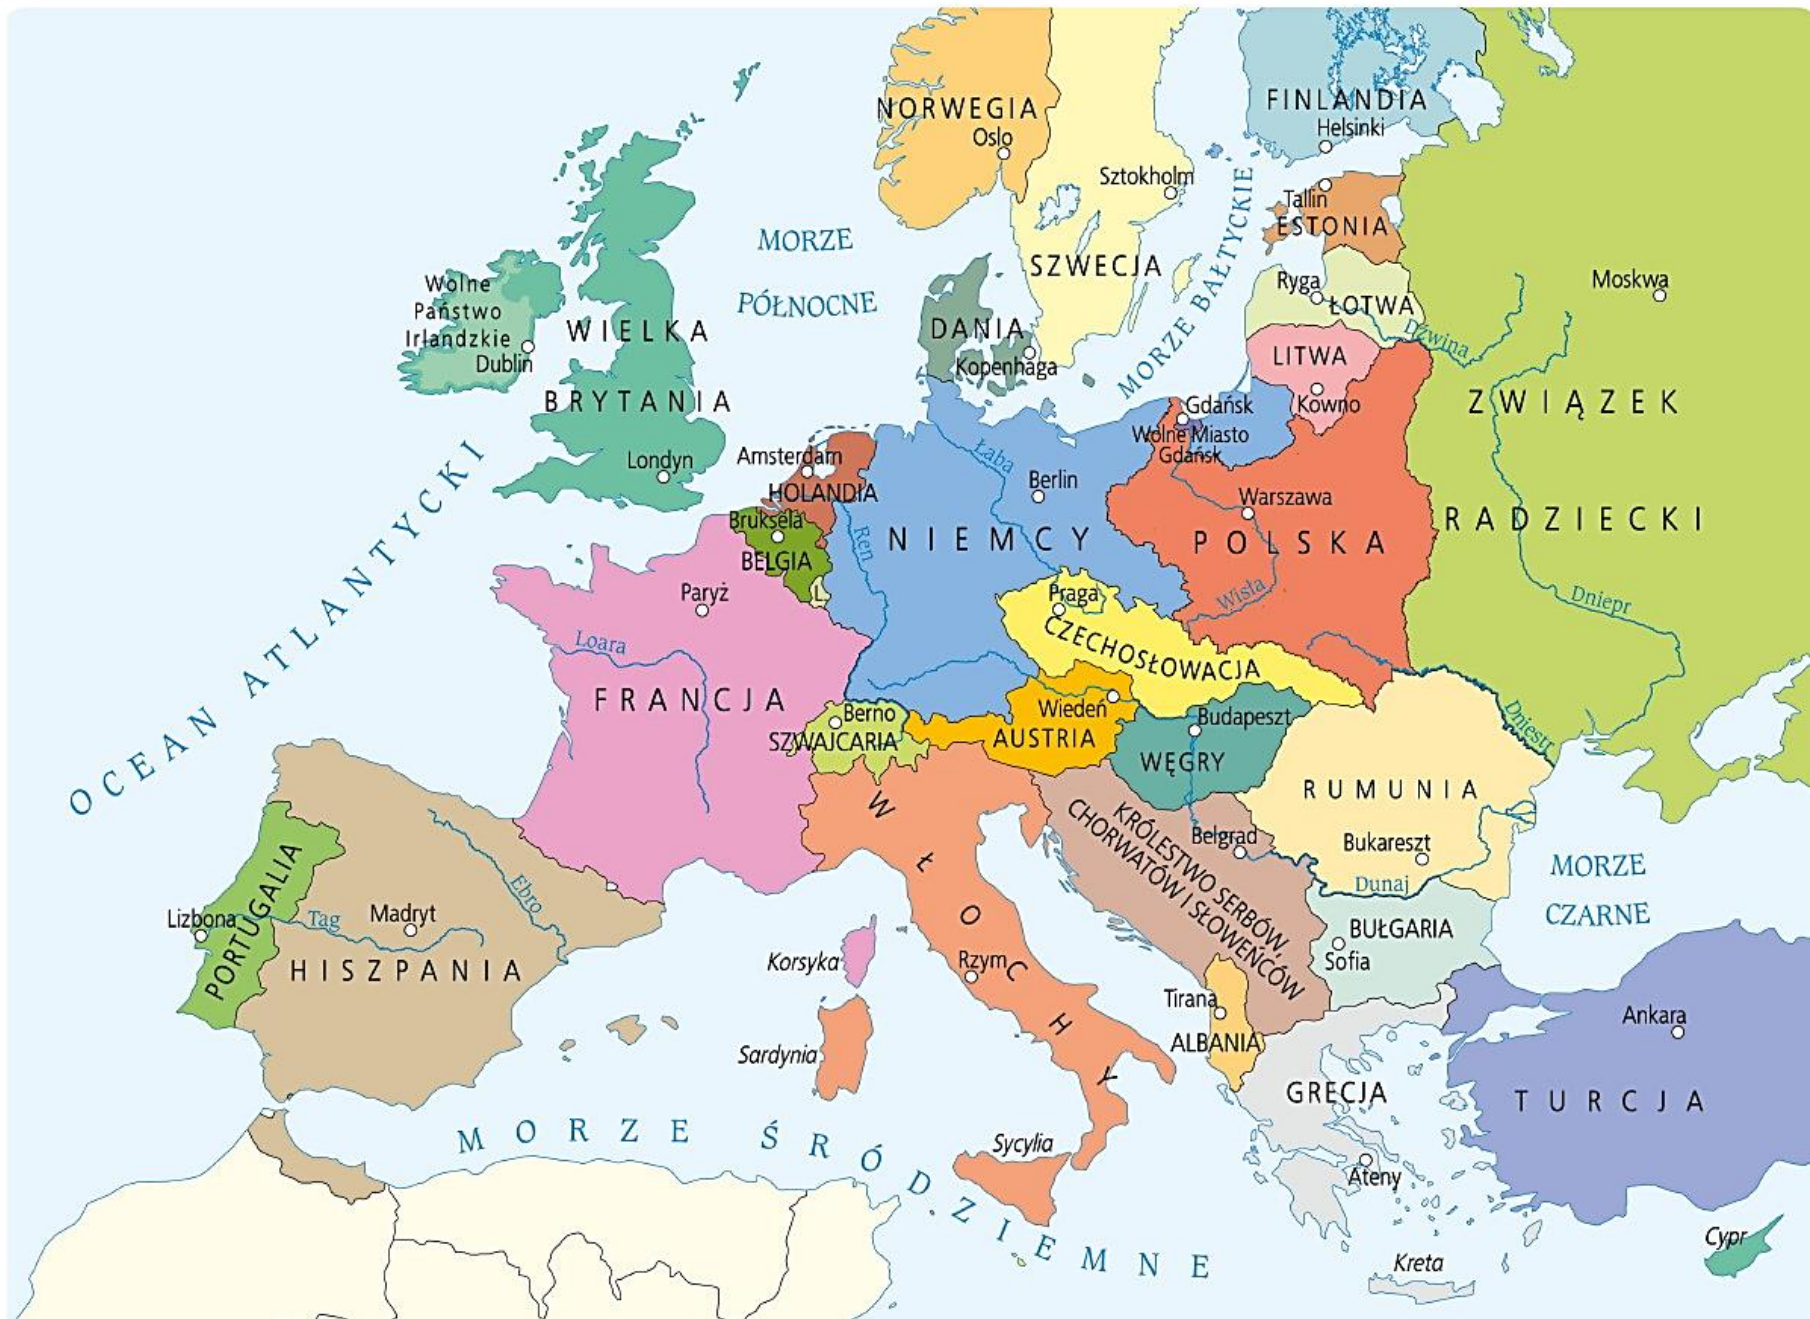 NORWEGIA
Oslo
FINLANDIA
Helsinki
Sztokholm
SZWECJA
Tallin
ESTONIA
MORZE
PÓŁNOCNE
MORZE BAŁTYCKIE
Ryga
ŁOTWA
Dźwina
Moskwa
Wolne
Państwo
Irlandzkie
Dublin
WIELKA
BRYTANIA
Londyn
DANIA
Kopenhaga
LITWA
Kowno
ZWIĄZEK
RADZIECKI
Gdańsk
Wolne Miasto
Gdańsk
Amsterdam
HOLANDIA
Łaba
Berlin
Warszawa
POLSKA
Wisła
NIEMCY
Ren
Bruksela
BELGIA
L.
Paryż
Loara
FRANCJA
OCEAN ATLANTYCKI
Praga
CZECHOSŁOWACJA
Dniepr
Dniestr
Berno
SZWAJCARIA
Wiedeń
AUSTRIA
Budapeszt
WĘGRY
RUMUNIA
Bukareszt
Dunaj
WŁOCHY
Rzym
KRÓLESTWO SERBÓW,
CHORWATÓW I SŁOWEŃCÓW
Belgrad
MORZE
CZARNE
BUŁGARIA
Sofia
PORTUGALIA
Lizbona
Tag
Madryt
Ebro
HISZPANIA
Korsyka
Sardynia
Tirana
ALBANIA
GRECJA
Ateny
Ankara
TURCJA
MORZE ŚRÓDZIEMNE
Sycylia
Kreta
Cypr